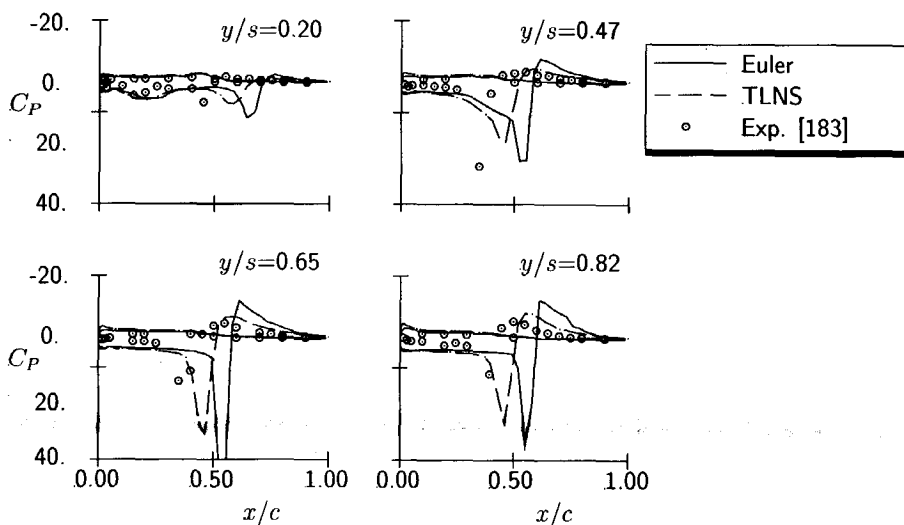 -20.
0.
C_P
20.
40.
y/s=0.20
y/s=0.47
Euler
TLNS
Exp. [183]
-20.
0.
C_P
20.
40.
y/s=0.65
y/s=0.82
0.00 0.50 1.00
x/c
0.00 0.50 1.00
x/c